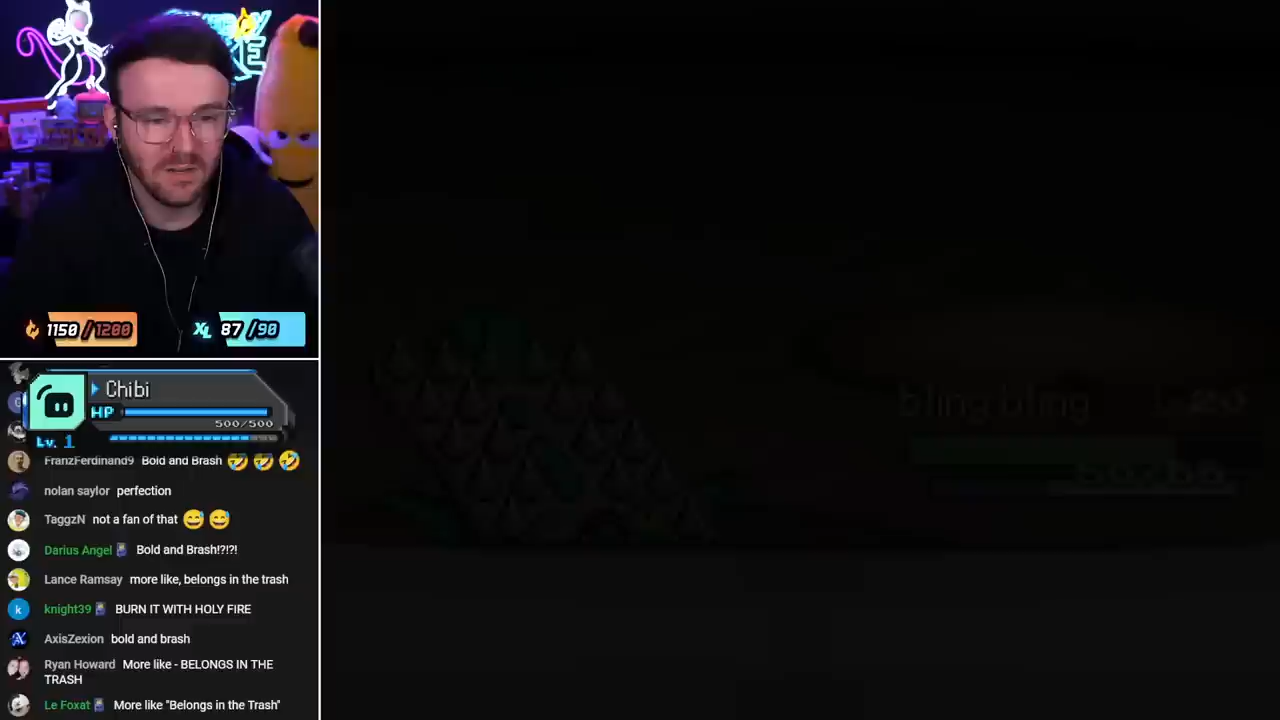 1150/1200
XL 87/90
Chibi
HP
500/500
Lv. 1
FranzFerdinand9 Bold and Brash 🤣🤣🤣
nolan saylor perfection
TaggzN not a fan of that 😅😅
Darius Angel Bold and Brash!?!?!
Lance Ramsay more like, belongs in the trash
knight39 BURN IT WITH HOLY FIRE
AxisZexion bold and brash
Ryan Howard More like - BELONGS IN THE
TRASH
Le Foxat More like "Belongs in the Trash"
bling bling